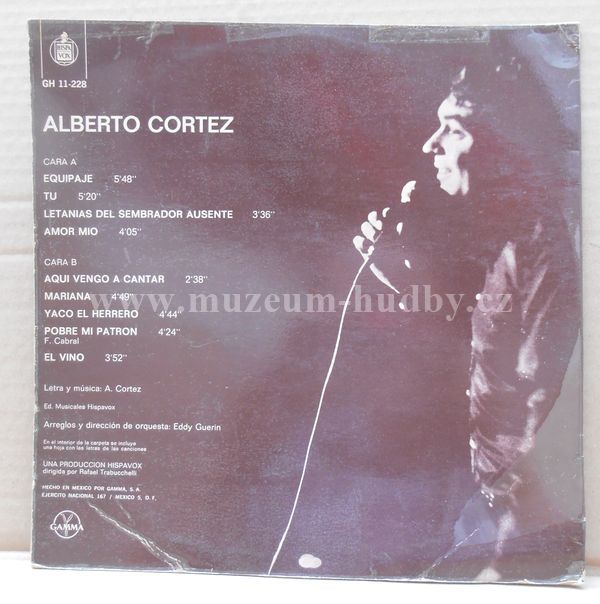 HISPA
VOX
GH 11-228
ALBERTO CORTEZ
CARA A
EQUIPAJE 5'48"
TU 5'20"
LETANIAS DEL SEMBRADOR AUSENTE 3'36"
AMOR MIO 4'05"
CARA B
AQUI VENGO A CANTAR 2'38"
MARIANA 4'49"
www.muzeum-hudby.cz
YACO EL HERRERO 4'44"
POBRE MI PATRON 4'24"
F. Cabral
EL VINO 3'52"
Letra y música: A. Cortez
Ed. Musicales Hispavox
Arreglos y dirección de orquesta: Eddy Guerin
En el interior de la carpeta se incluye
una hoja con las letras de las canciones
UNA PRODUCCION HISPAVOX
dirigida por Rafael Trabucchelli
HECHO EN MEXICO POR GAMMA, S.A.
EJERCITO NACIONAL 167 / MEXICO 5, D. F.
GAMMA